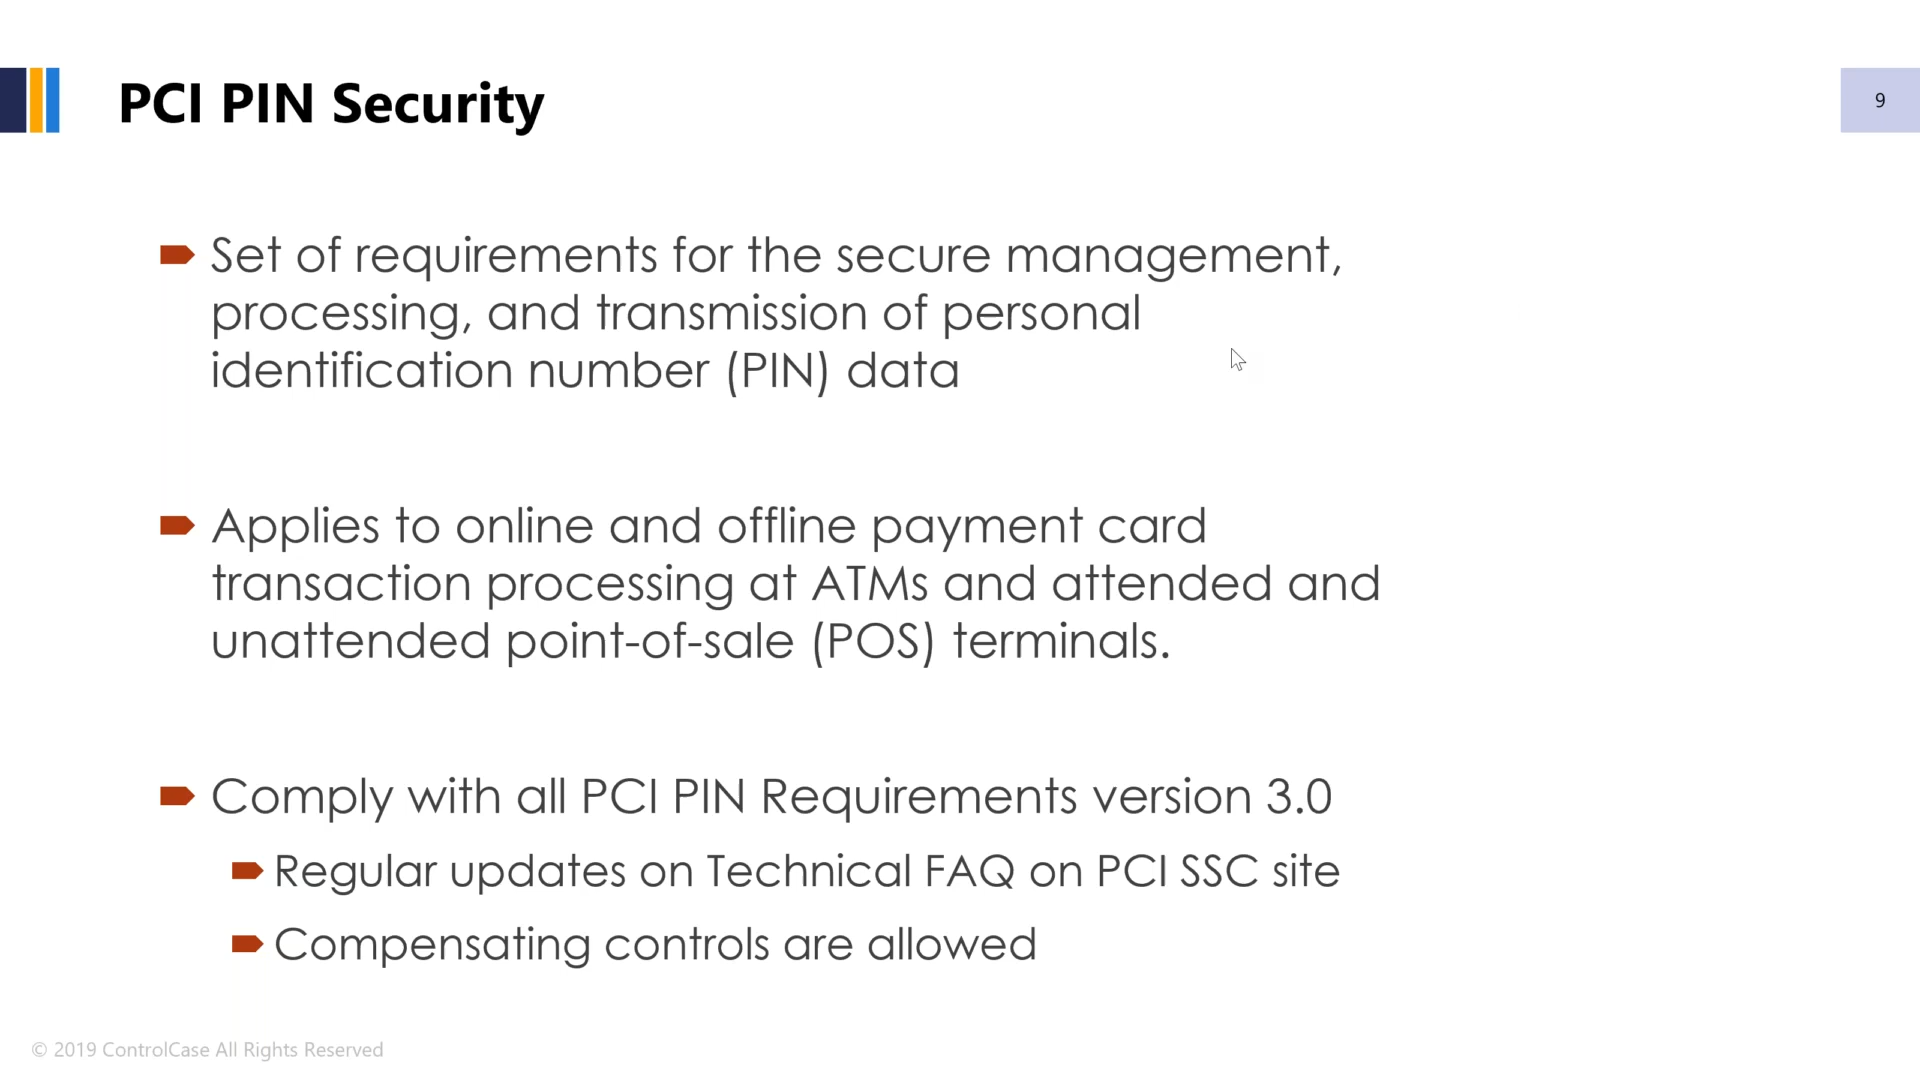 PCI PIN Security
9
Set of requirements for the secure management,
processing, and transmission of personal
identification number (PIN) data
Applies to online and offline payment card
transaction processing at ATMs and attended and
unattended point-of-sale (POS) terminals.
Comply with all PCI PIN Requirements version 3.0
Regular updates on Technical FAQ on PCI SSC site
Compensating controls are allowed
© 2019 ControlCase All Rights Reserved